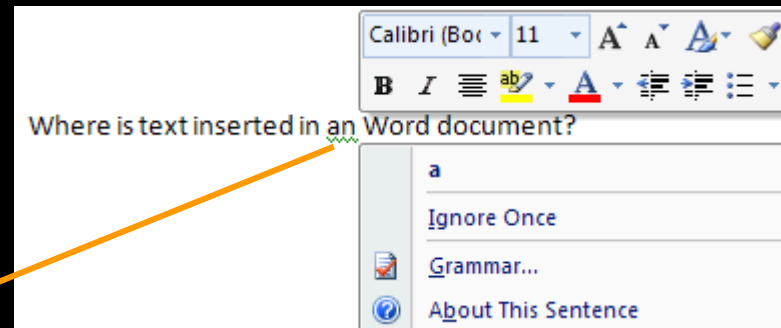 Calibri (Boc 11 A A A
B I ab A
Where is text inserted in an Word document?
a
Ignore Once
Grammar...
About This Sentence